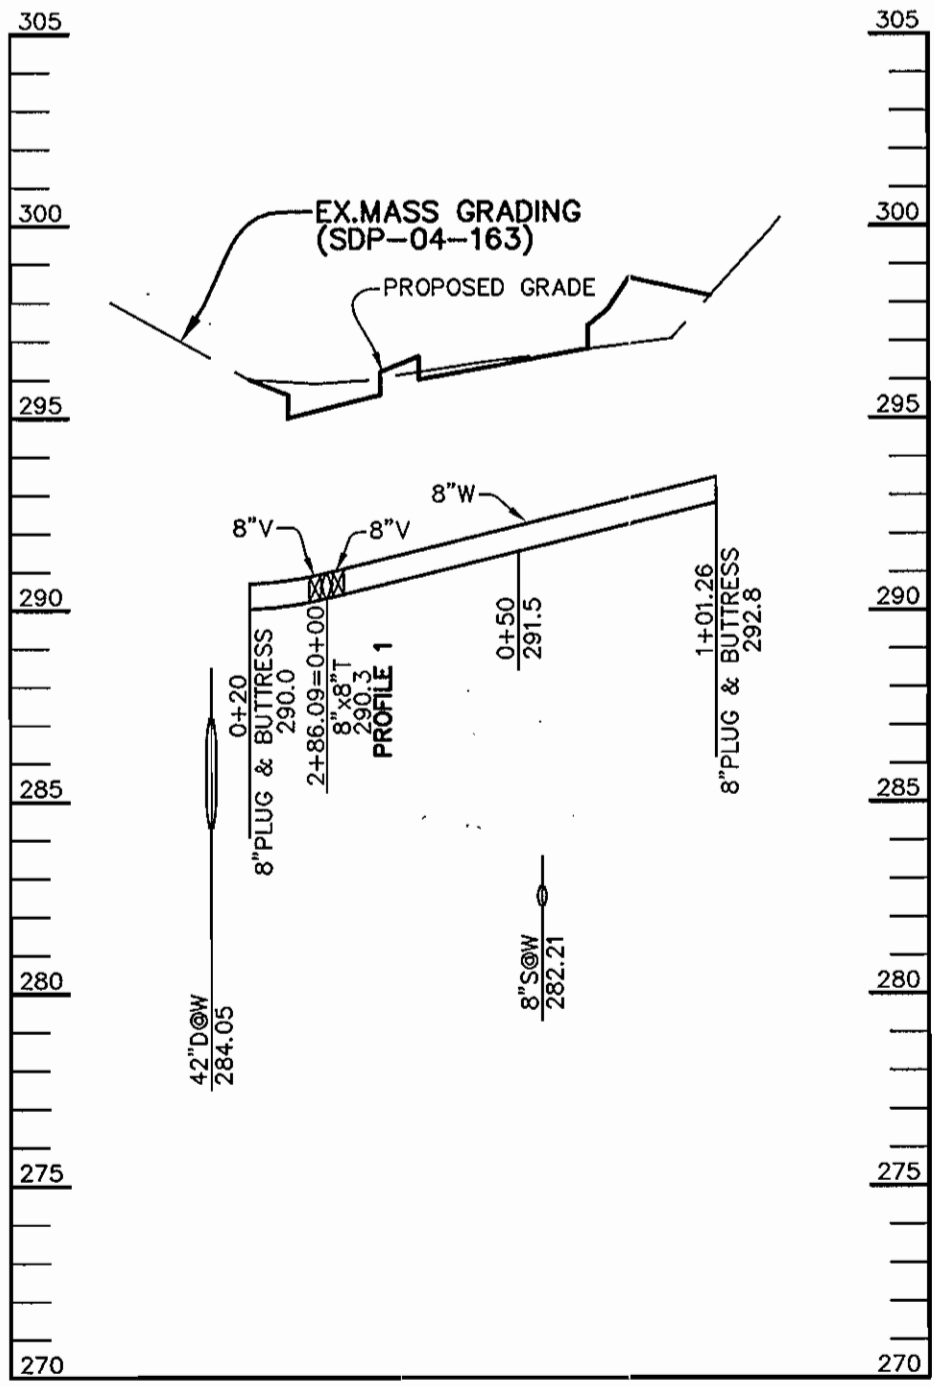 305
305
300
300
EX.MASS GRADING
(SDP-04-163)
PROPOSED GRADE
295
295
8"W
8"V
8"V
290
290
0+20
8"PLUG & BUTTRESS
290.0
2+86.09=0+00
8"x8"T
290.3
PROFILE 1
0+50
291.5
1+01.26
8"PLUG & BUTTRESS
292.8
285
285
42"D@W
284.05
8"S@W
282.21
280
280
275
275
270
270